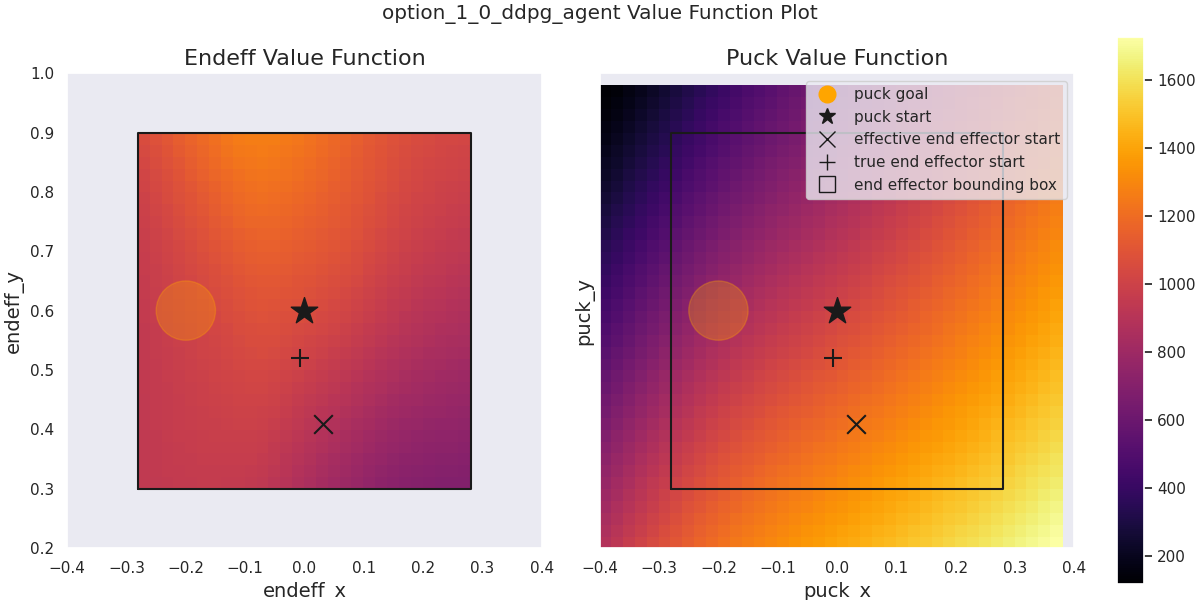 option_1_0_ddpg_agent Value Function Plot
Endeff Value Function
1.0
0.9
0.8
0.7
0.6
0.5
0.4
0.3
0.2
endeff_y
−0.4 −0.3 −0.2 −0.1 0.0 0.1 0.2 0.3 0.4
endeff_x
Puck Value Function
puck goal
puck start
effective end effector start
true end effector start
end effector bounding box
puck_y
−0.4 −0.3 −0.2 −0.1 0.0 0.1 0.2 0.3 0.4
puck_x
1600
1400
1200
1000
800
600
400
200